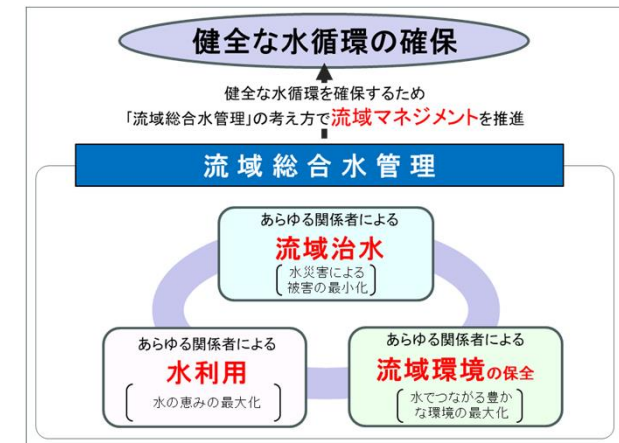 健全な水循環の確保
健全な水循環を確保するため
「流域総合水管理」の考え方で流域マネジメントを推進
流域総合水管理
あらゆる関係者による
流域治水
水災害による
被害の最小化
あらゆる関係者による
水利用
水の恵みの最大化
あらゆる関係者による
流域環境の保全
水でつながる豊か
な環境の最大化